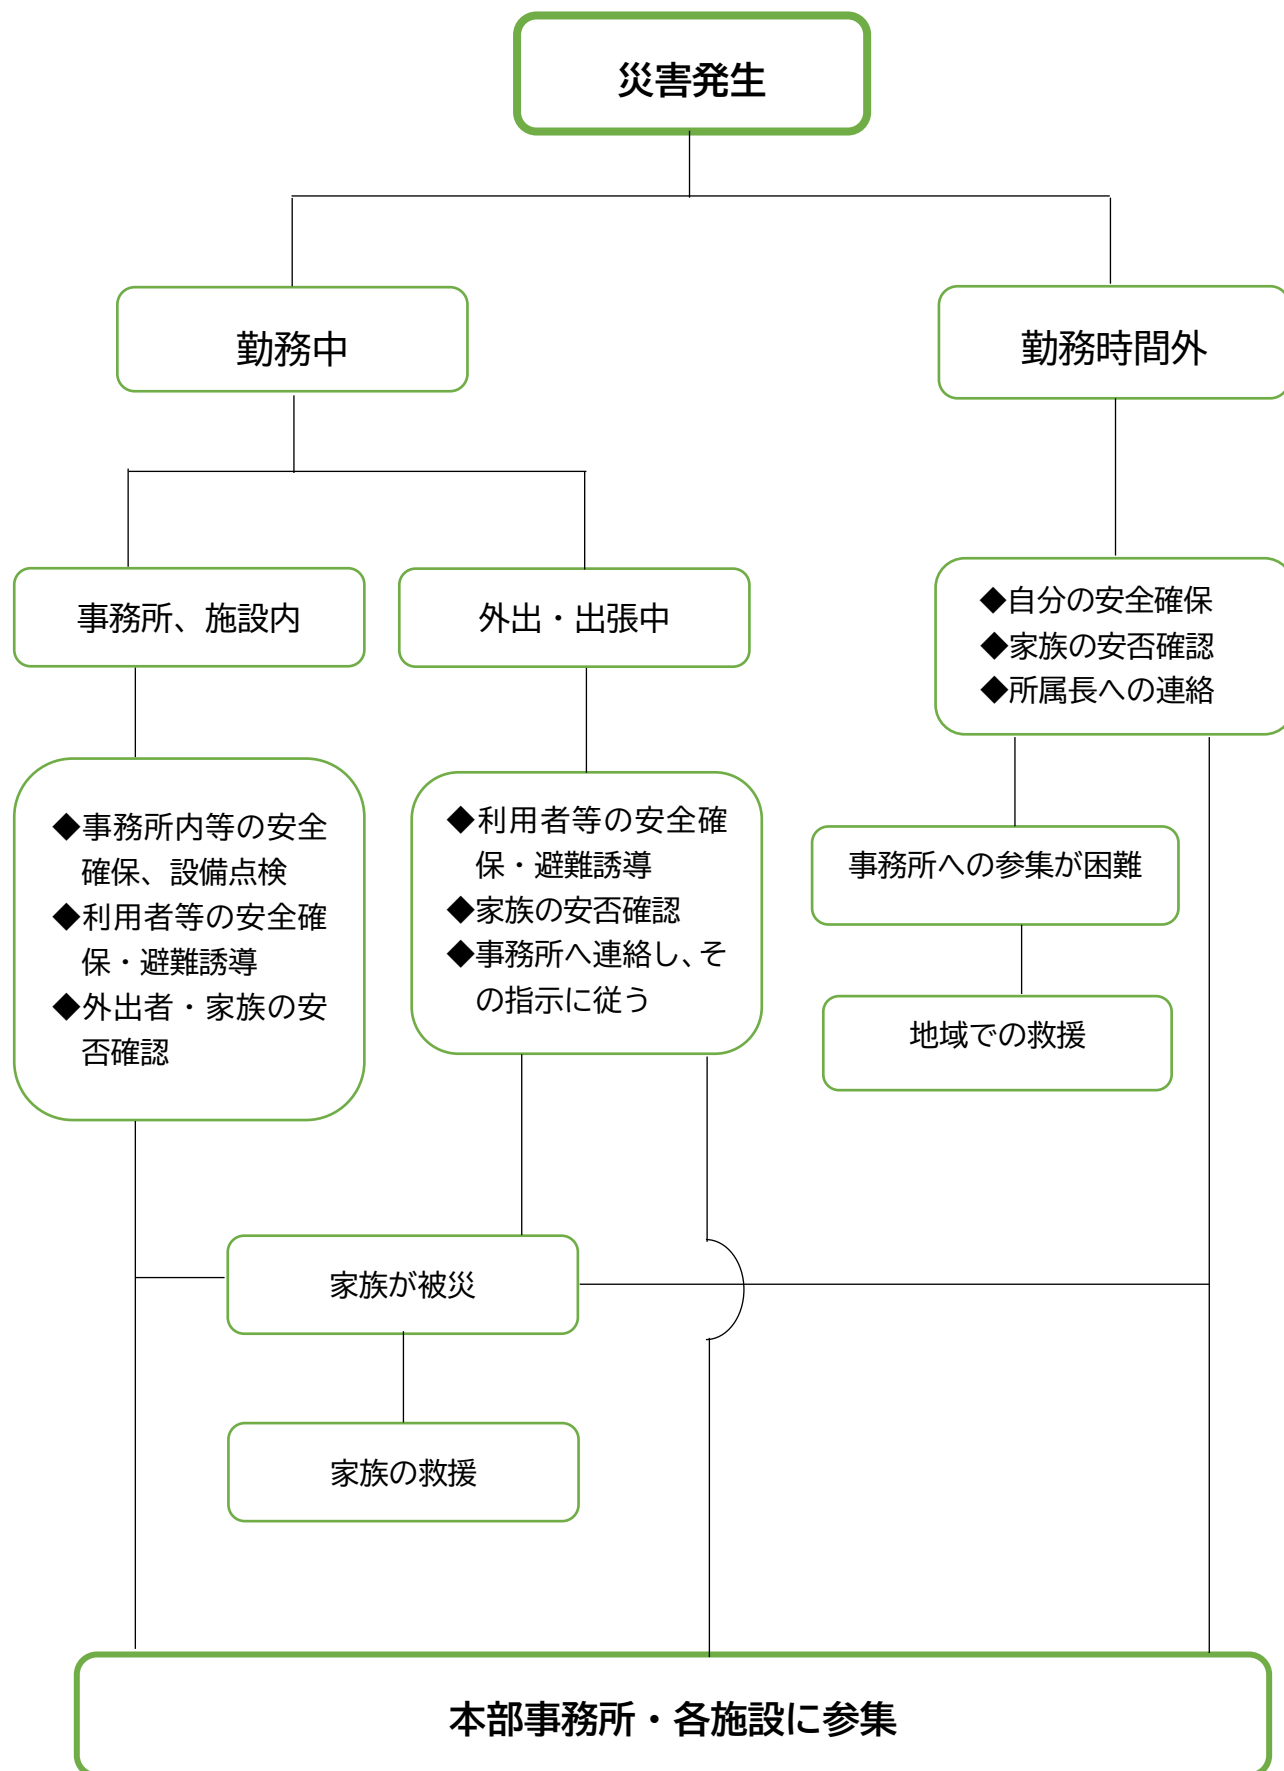 災害発生
勤務中
勤務時間外
事務所、施設内
外出・出張中
◆自分の安全確保
◆家族の安否確認
◆所属長への連絡
◆事務所内等の安全
確保、設備点検
◆利用者等の安全確
保・避難誘導
◆外出者・家族の安
否確認
◆利用者等の安全確
保・避難誘導
◆家族の安否確認
◆事務所へ連絡し、そ
の指示に従う
事務所への参集が困難
地域での救援
家族が被災
家族の救援
本部事務所・各施設に参集